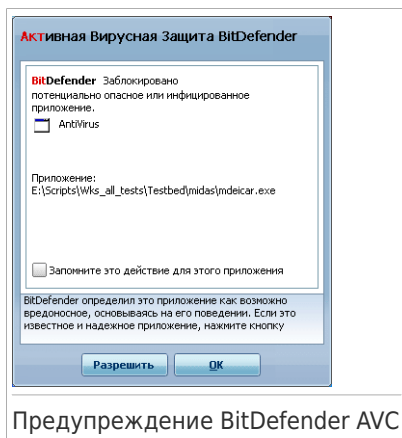 Активная Вирусная Защита BitDefender
BitDefender Заблокировано
потенциально опасное или инфицированное
приложение.
AntiVirus
Приложение:
E:\Scripts\Wks_all_tests\Testbed\midas\mdeicar.exe
Запомните это действие для этого приложения
BitDefender определил это приложение как возможно
вредоносное, основываясь на его поведении. Если это
известное и надежное приложение, нажмите кнопку
Разрешить
OK
Предупреждение BitDefender AVC